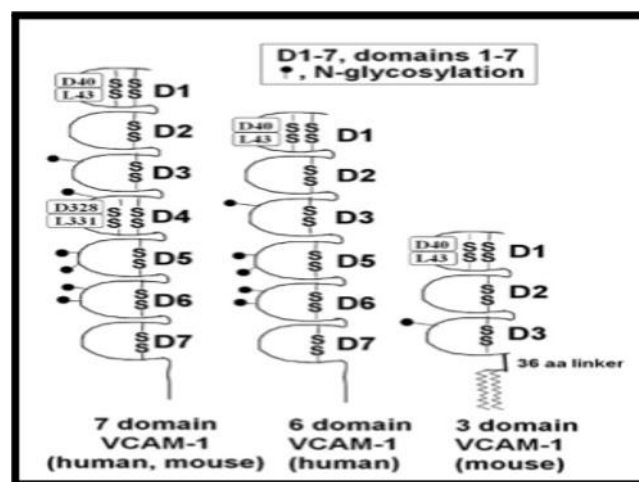 D1-7, domains 1-7
, N-glycosylation
D40
L43
S S
S S
D1
S
S
D2
S
S
D3
D328
L331
S S
S S
D4
S
S
D5
S
S
D6
S
S
D7
7 domain
VCAM-1
(human, mouse)
D40
L43
S S
S S
D1
S
S
D2
S
S
D3
S
S
D5
S
S
D6
S
S
D7
6 domain
VCAM-1
(human)
D40
L43
S S
S S
D1
S
S
D2
S
S
D3
36 aa linker
3 domain
VCAM-1
(mouse)